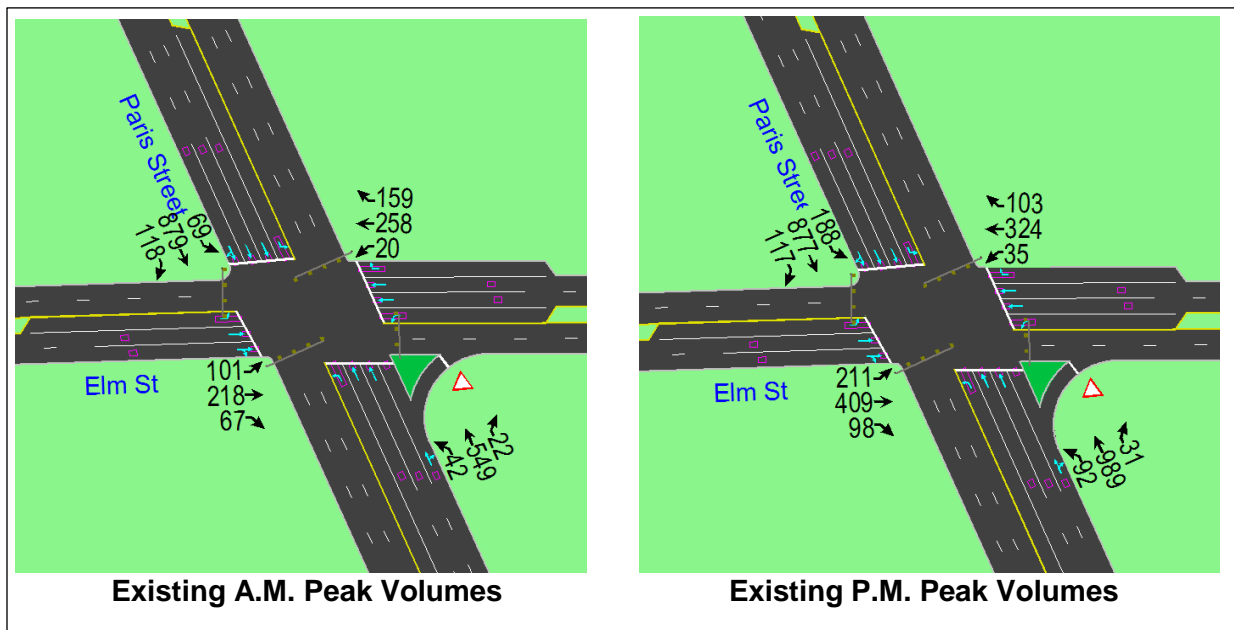 Paris Street
118 879 69
159
258
20
Elm St
101
218
67
42 549 22
Existing A.M. Peak Volumes
Paris Stree
117 877 188
103
324
35
Elm St
211
409
98
92 989 31
Existing P.M. Peak Volumes